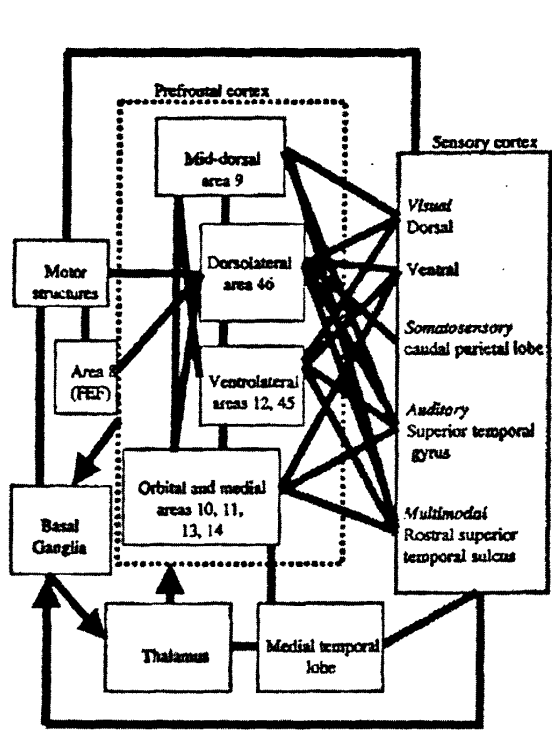 Prefrontal cortex
Sensory cortex
Mid-dorsal
area 9
Visual
Dorsal
Dorsolateral
area 46
Motor
structures
Ventral
Somatosensory
caudal parietal lobe
Area 8
(FEF)
Ventrolateral
areas 12, 45
Auditory
Superior temporal
gyrus
Orbital and medial
areas 10, 11,
13, 14
Multimodal
Rostral superior
temporal sulcus
Basal
Ganglia
Thalamus
Medial temporal
lobe